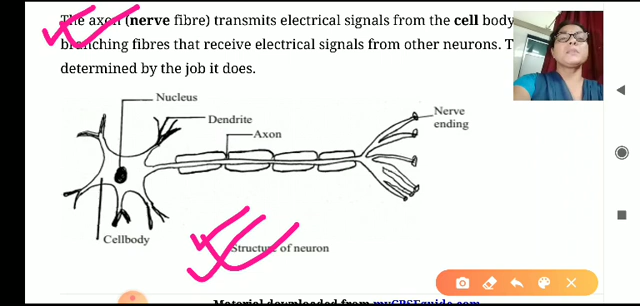 The axon (nerve fibre) transmits electrical signals from the cell body
branching fibres that receive electrical signals from other neurons. T
determined by the job it does.
Nucleus
Dendrite
Axon
Nerve
ending
Cellbody
Structure of neuron
Material downloaded from myCBSEguide.com